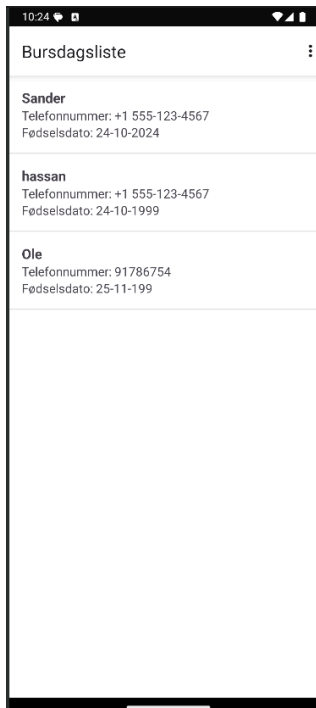 10:24
Bursdagsliste
Sander
Telefonnummer: +1 555-123-4567
Fødselsdato: 24-10-2024
hassan
Telefonnummer: +1 555-123-4567
Fødselsdato: 24-10-1999
Ole
Telefonnummer: 91786754
Fødselsdato: 25-11-199